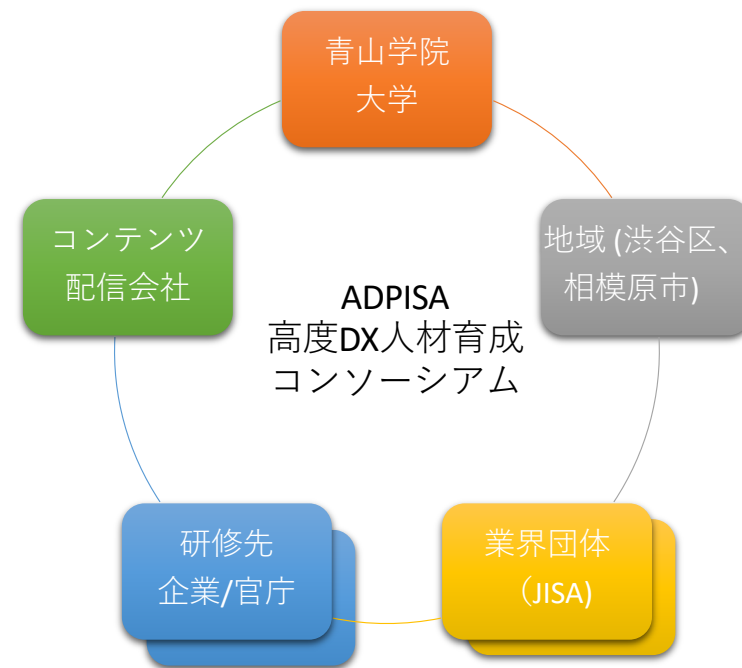 青山学院
大学
コンテンツ
配信会社
地域 (渋谷区、
相模原市)
ADPISA
高度DX人材育成
コンソーシアム
研修先
企業/官庁
業界団体
（JISA)